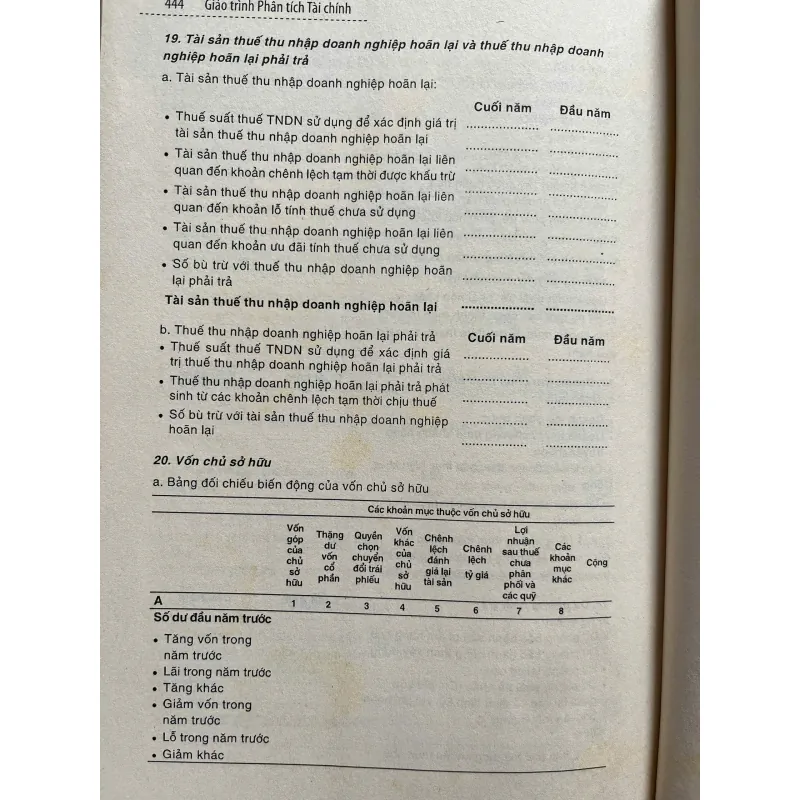 444 Giáo trình Phân tích Tài chính
19. Tài sản thuế thu nhập doanh nghiệp hoãn lại và thuế thu nhập doanh
nghiệp hoãn lại phải trả
a. Tài sản thuế thu nhập doanh nghiệp hoãn lại:
Cuối năm Đầu năm
• Thuế suất thuế TNDN sử dụng để xác định giá trị
tài sản thuế thu nhập doanh nghiệp hoãn lại
• Tài sản thuế thu nhập doanh nghiệp hoãn lại liên
quan đến khoản chênh lệch tạm thời được khấu trừ
• Tài sản thuế thu nhập doanh nghiệp hoãn lại liên
quan đến khoản lỗ tính thuế chưa sử dụng
• Tài sản thuế thu nhập doanh nghiệp hoãn lại liên
quan đến khoản ưu đãi tính thuế chưa sử dụng
• Số bù trừ với thuế thu nhập doanh nghiệp hoãn
lại phải trả
Tài sản thuế thu nhập doanh nghiệp hoãn lại
b. Thuế thu nhập doanh nghiệp hoãn lại phải trả Cuối năm Đầu năm
• Thuế suất thuế TNDN sử dụng để xác định giá
trị thuế thu nhập doanh nghiệp hoãn lại phải trả
• Thuế thu nhập doanh nghiệp hoãn lại phải trả phát
sinh từ các khoản chênh lệch tạm thời chịu thuế
• Số bù trừ với tài sản thuế thu nhập doanh nghiệp
hoãn lại
20. Vốn chủ sở hữu
a. Bảng đối chiếu biến động của vốn chủ sở hữu
Các khoản mục thuộc vốn chủ sở hữu
Vốn
góp
của
chủ
sở
hữu
Thặng
dư
vốn
cổ
phần
Quyền
chọn
chuyển
đổi trái
phiếu
Vốn
khác
của
chủ
sở
hữu
Chênh
lệch
đánh
giá lại
tài sản
Chênh
lệch
tỷ giá
Lợi
nhuận
sau thuế
chưa
phân
phối và
các quỹ
Các
khoản
mục
khác
Cộng
A 1 2 3 4 5 6 7 8
Số dư đầu năm trước
• Tăng vốn trong
năm trước
• Lãi trong năm trước
• Tăng khác
• Giảm vốn trong
năm trước
• Lỗ trong năm trước
• Giảm khác